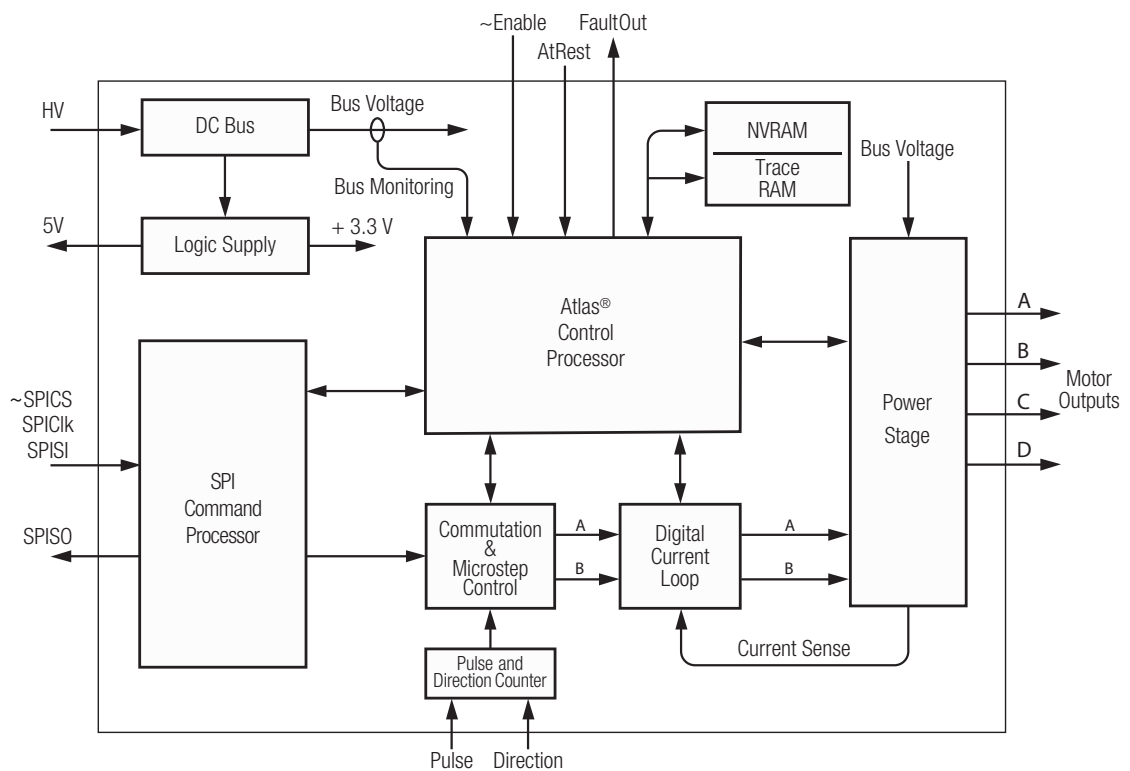 ~Enable
FaultOut
AtRest
HV
DC Bus
Bus Voltage
NVRAM
Trace
RAM
Bus Voltage
Bus Monitoring
5V
Logic Supply
+ 3.3 V
Atlas®
Control
Processor
A
B
C
D
Motor
Outputs
Power
Stage
~SPICS
SPIClk
SPISI
SPI
Command
Processor
SPISO
Commutation
&
Microstep
Control
A
B
Digital
Current
Loop
A
B
Current Sense
Pulse and
Direction Counter
Pulse
Direction